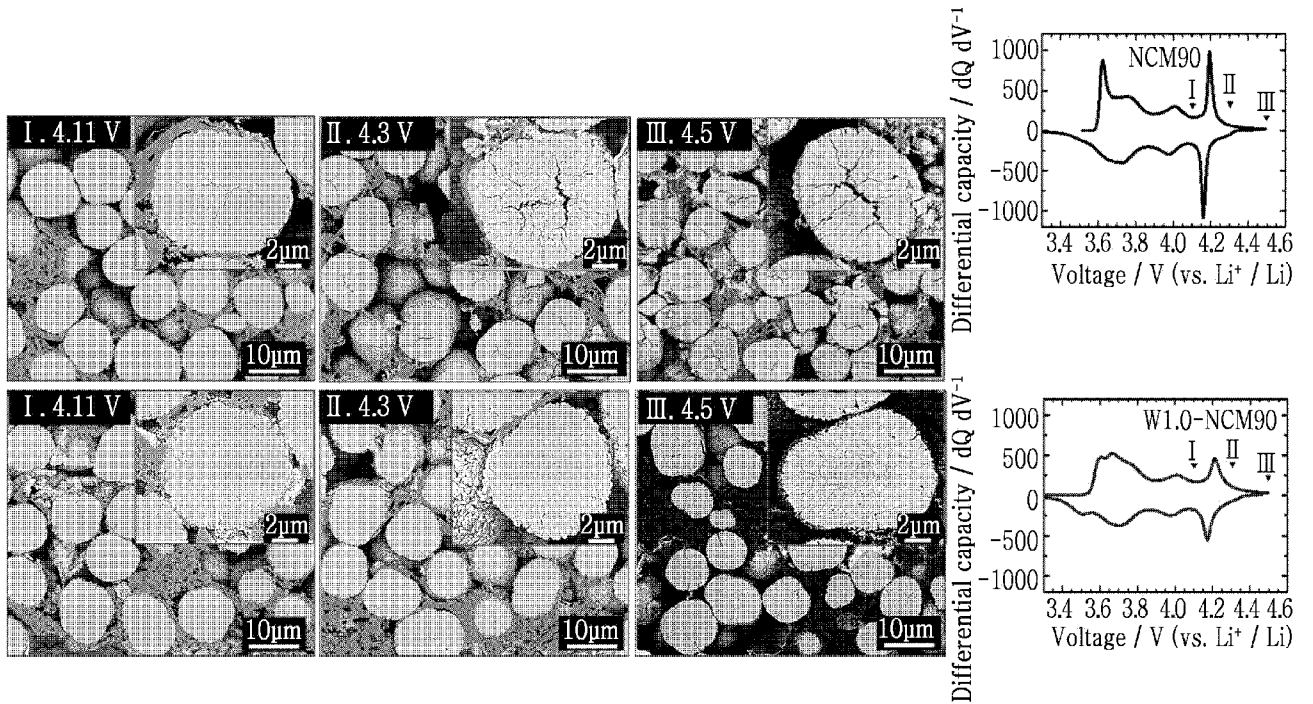 I . 4.11 V
2μm
10μm
II . 4.3 V
2μm
10μm
III. 4.5 V
2μm
10μm
Differential capacity / dQ dV⁻¹
1000
500
0
-500
-1000
NCM90
I
II
III
3.4 3.6 3.8 4.0 4.2 4.4 4.6
Voltage / V (vs. Li⁺ / Li)
I . 4.11 V
2μm
10μm
II . 4.3 V
2μm
10μm
III. 4.5 V
2μm
10μm
Differential capacity / dQ dV⁻¹
1000
500
0
-500
-1000
W1.0-NCM90
I
II
III
3.4 3.6 3.8 4.0 4.2 4.4 4.6
Voltage / V (vs. Li⁺ / Li)